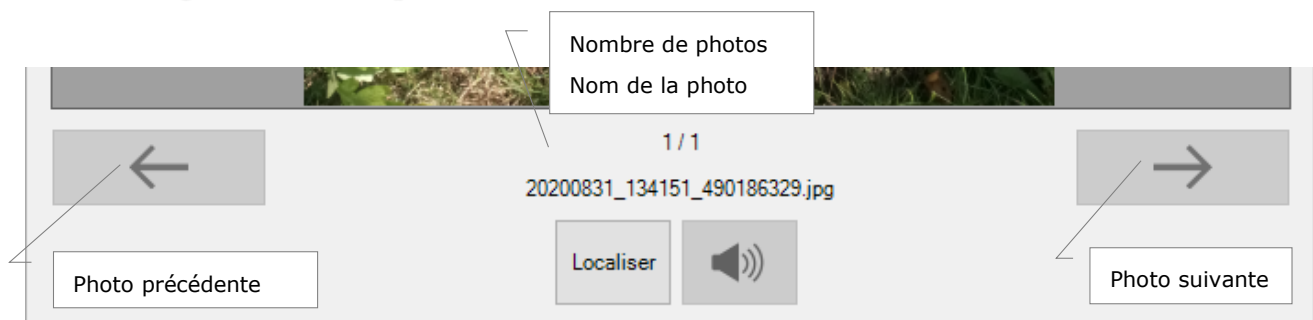 Nombre de photos
Nom de la photo
1 / 1
20200831_134151_490186329.jpg
Localiser
Photo précédente
Photo suivante